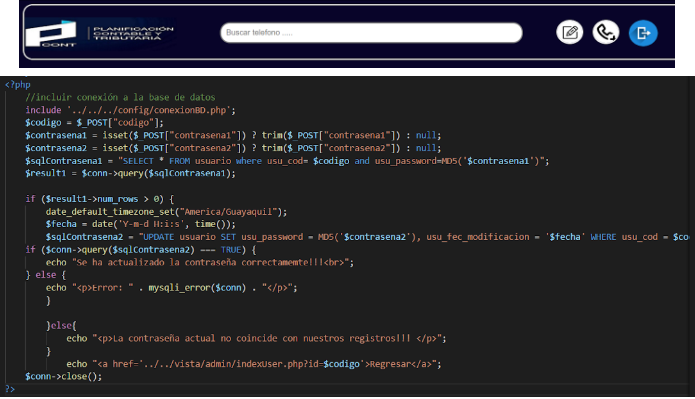 PLANIFICACIÓN
CONTABLE Y
TRIBUTARIA
CONT
Buscar telefono .....
<?php
//incluir conexión a la base de datos
include '../../../config/conexionBD.php';
$codigo = $_POST["codigo"];
$contrasena1 = isset($_POST["contrasena1"]) ? trim($_POST["contrasena1"]) : null;
$contrasena2 = isset($_POST["contrasena2"]) ? trim($_POST["contrasena2"]) : null;
$sqlContrasena1 = "SELECT * FROM usuario where usu_cod= $codigo and usu_password=MD5('$contrasena1')";
$result1 = $conn->query($sqlContrasena1);
if ($result1->num_rows > 0) {
date_default_timezone_set("America/Guayaquil");
$fecha = date('Y-m-d H:i:s', time());
$sqlContrasena2 = "UPDATE usuario SET usu_password = MD5('$contrasena2'), usu_fec_modificacion = '$fecha' WHERE usu_cod = $co
if ($conn->query($sqlContrasena2) === TRUE) {
echo "Se ha actualizado la contraseña correctamemte!!!<br>";
} else {
echo "<p>Error: " . mysqli_error($conn) . "</p>";
}
}else{
echo "<p>La contraseña actual no coincide con nuestros registros!!! </p>";
}
echo "<a href='../../vista/admin/indexUser.php?id=$codigo'>Regresar</a>";
$conn->close();
?>